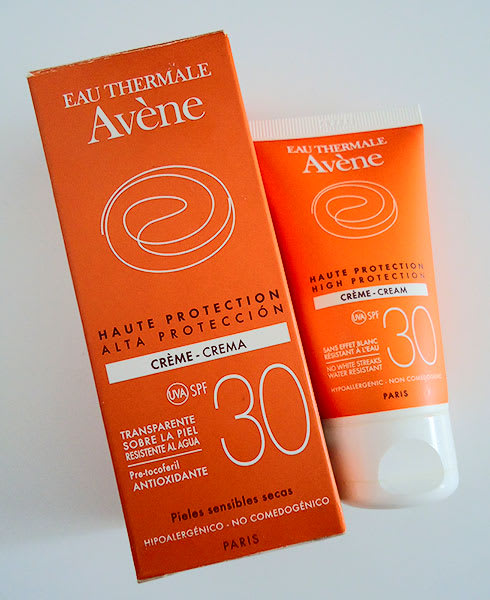 EAU THERMALE
Avène
HAUTE PROTECTION
ALTA PROTECCIÓN
CRÈME - CREMA
UVA SPF 30
TRANSPARENTE
SOBRE LA PIEL
RESISTENTE AL AGUA
Pre-tocoferil
ANTIOXIDANTE
Pieles sensibles secas
HIPOALERGÉNICO - NO COMEDOGÉNICO
PARIS
EAU THERMALE
Avène
HAUTE PROTECTION
HIGH PROTECTION
CRÈME - CREAM
UVA SPF 30
SANS EFFET BLANC
RÉSISTANT À L'EAU
NO WHITE STREAKS
WATER RESISTANT
HYPOALLERGENIC - NON COMEDOGENIC
PARIS